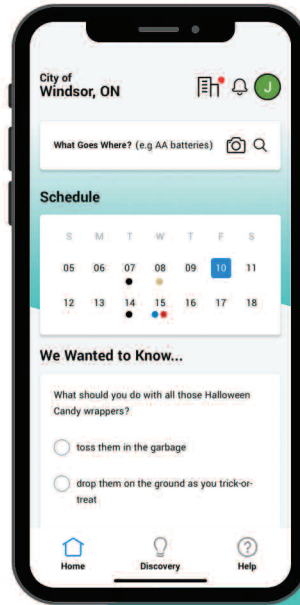 City of
Windsor, ON
J
What Goes Where? (e.g AA batteries)
Schedule
S M T W T F S
05 06 07 08 09 10 11
12 13 14 15 16 17 18
We Wanted to Know...
What should you do with all those Halloween
Candy wrappers?
toss them in the garbage
drop them on the ground as you trick-or-
treat
Home Discovery Help
?